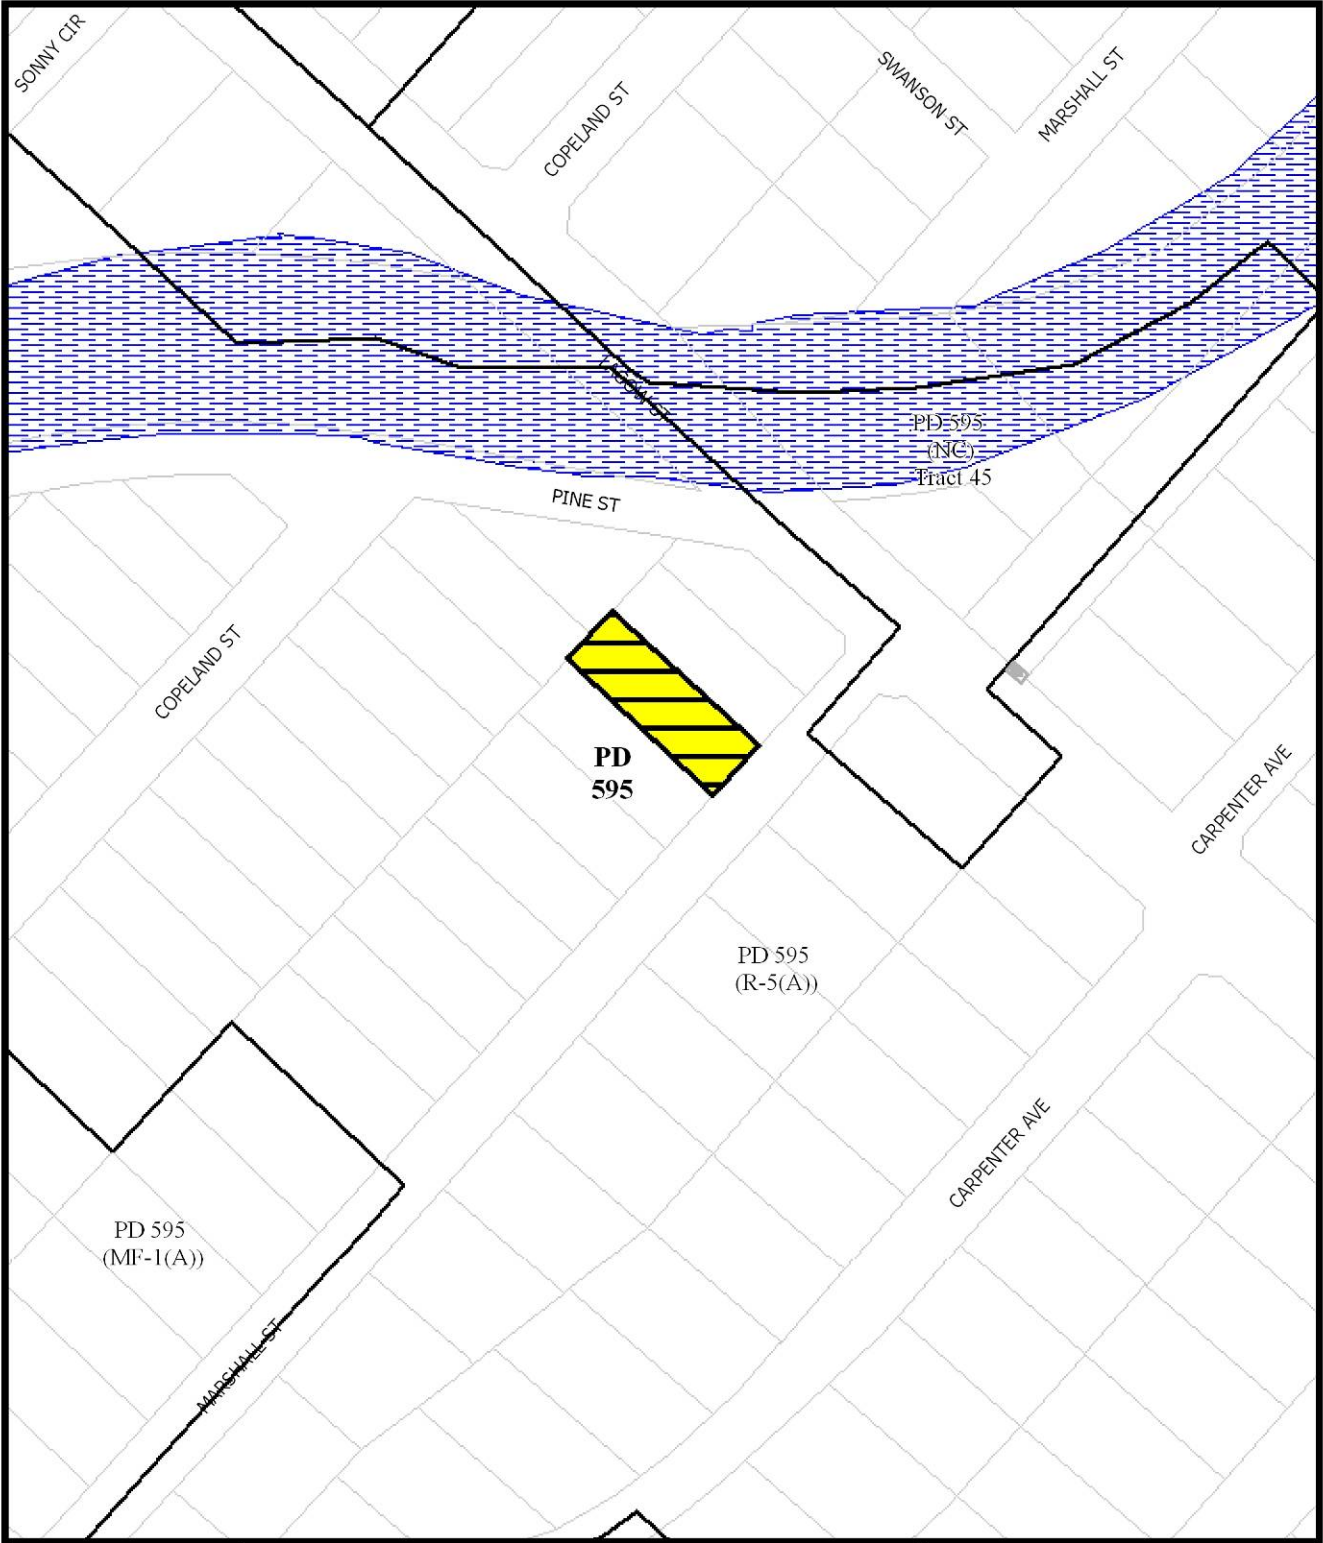 SONNY CIR
COPELAND ST
SWANSON ST
MARSHALL ST
PD 595
(NC)
Tract 45
PINE ST
COPELAND ST
PD
595
CARPENTER AVE
PD 595
(R-5(A))
CARPENTER AVE
PD 595
(MF-1(A))
MARSHALL ST